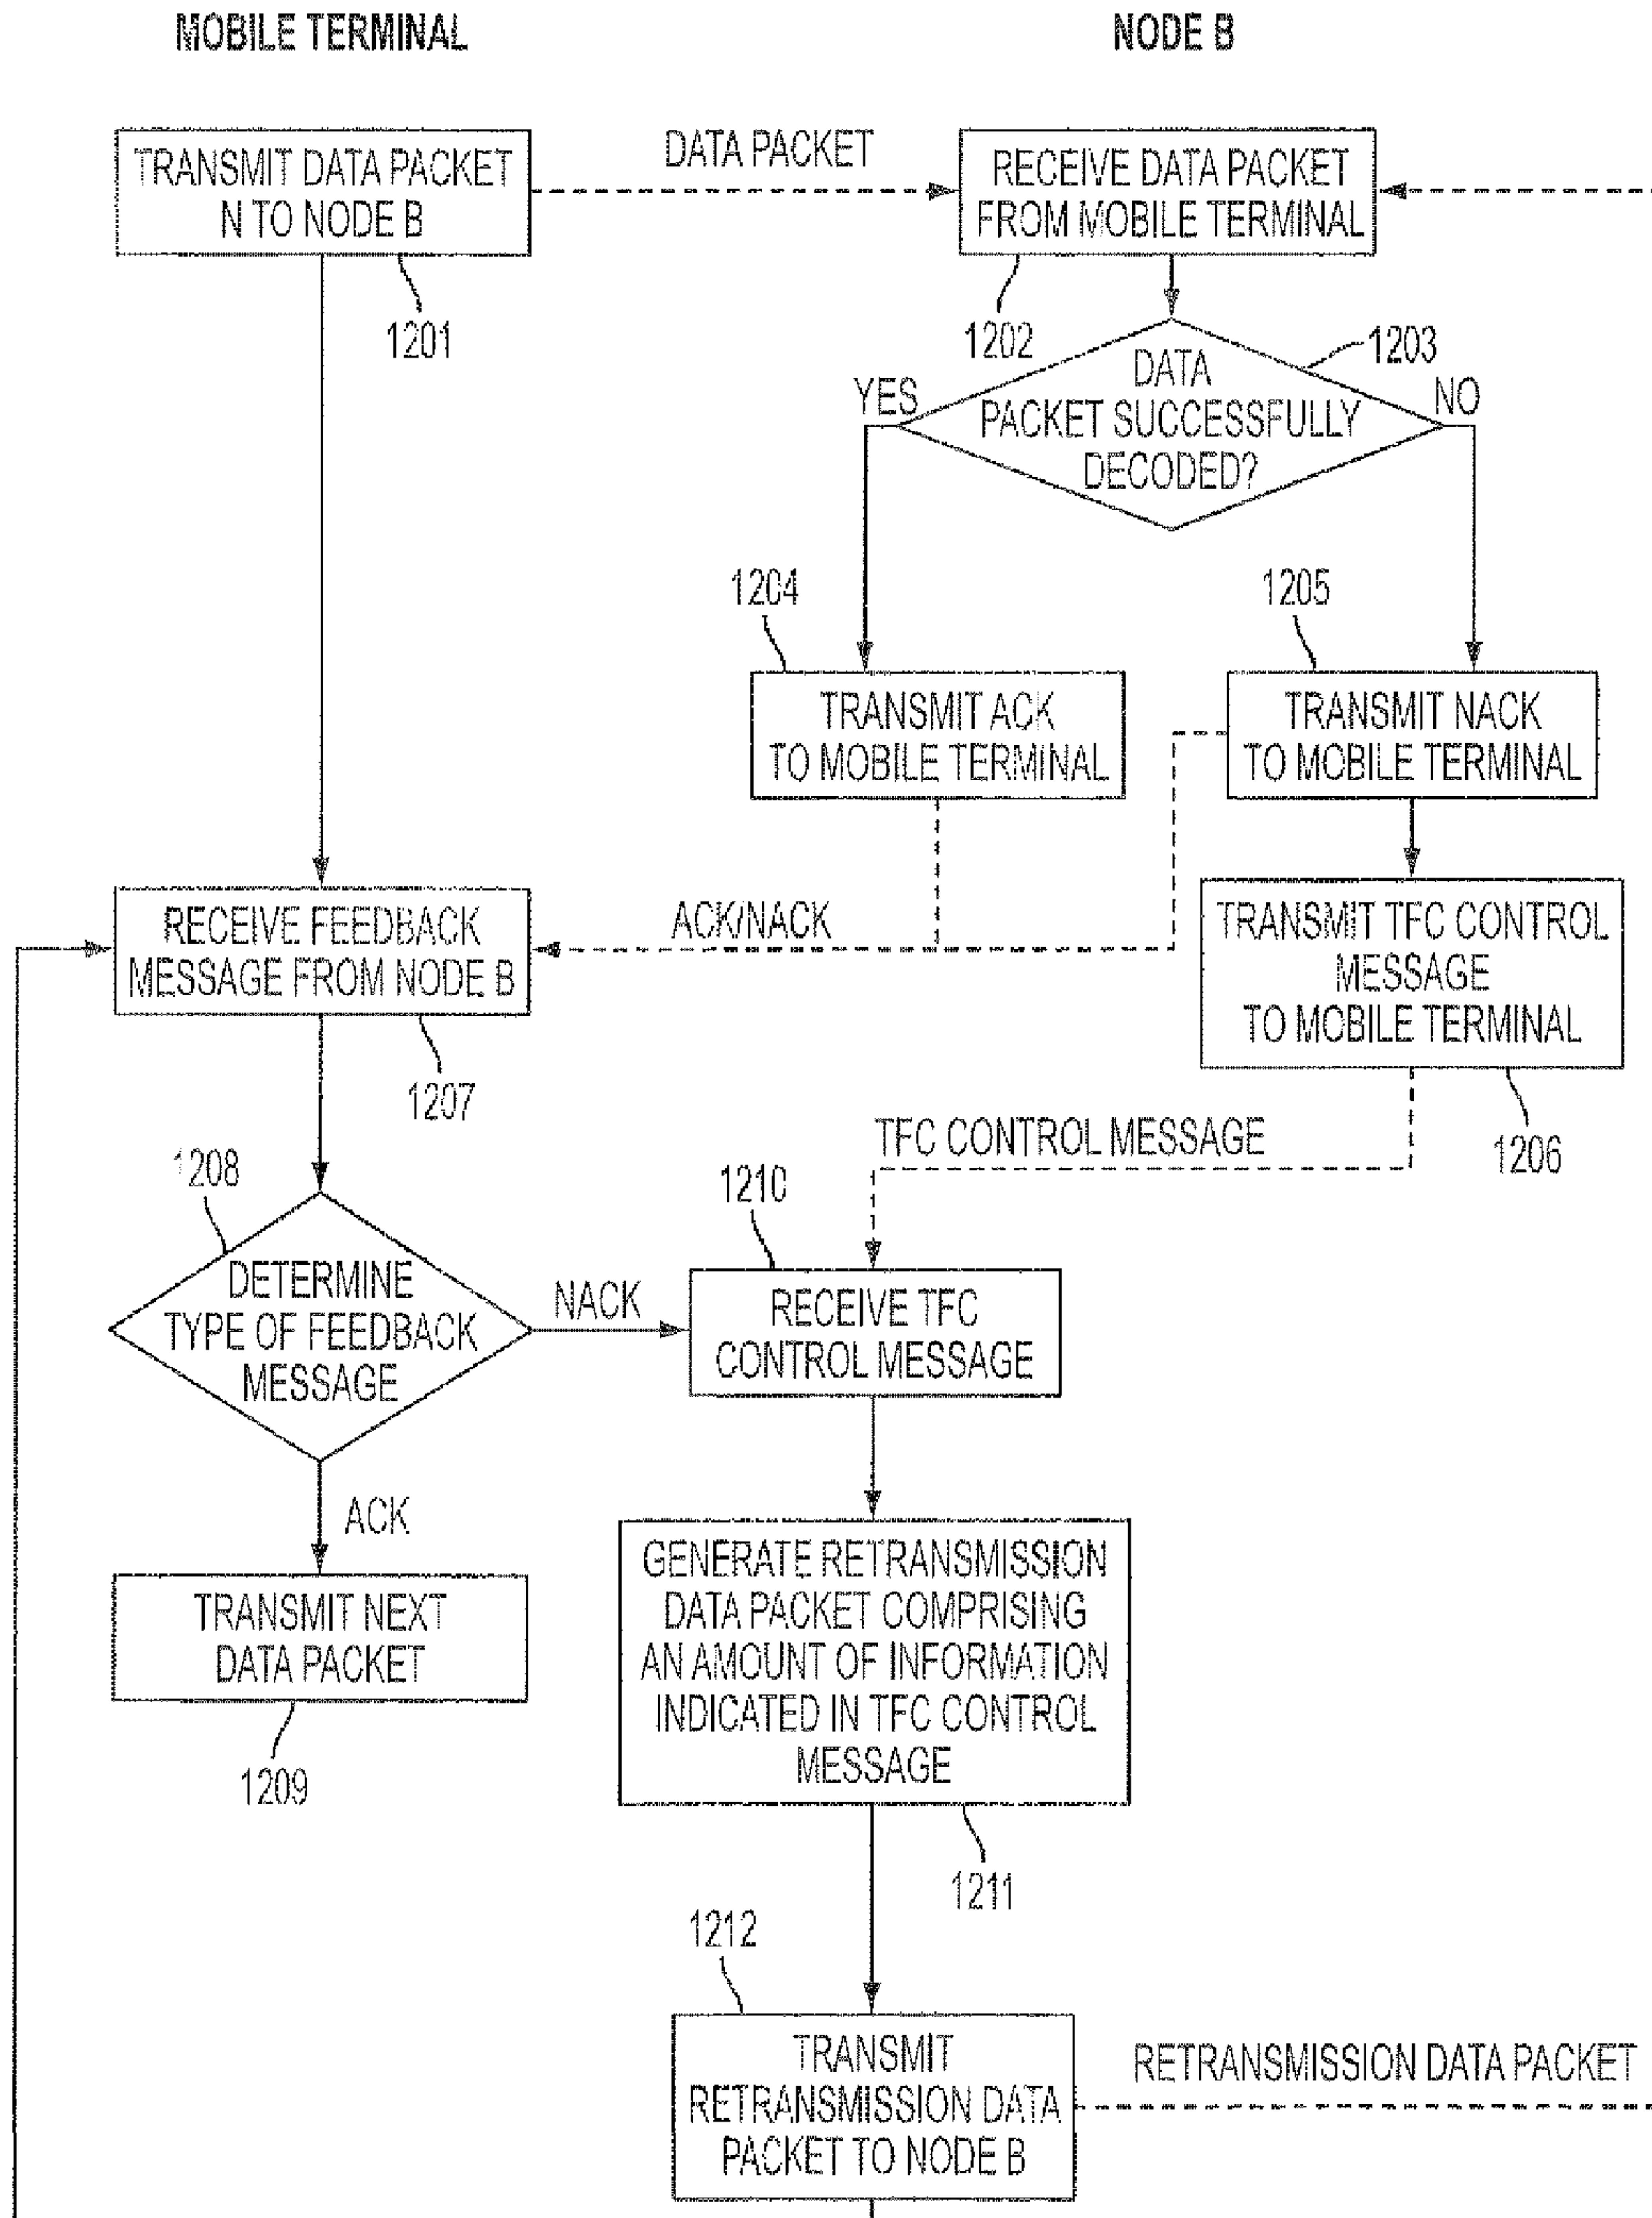 MOBILE TERMINAL
NODE B
TRANSMIT DATA PACKET
N TO NODE B
1201
DATA PACKET
RECEIVE DATA PACKET
FROM MOBILE TERMINAL
1202
1203
DATA
PACKET SUCCESSFULLY
DECODED?
YES
NO
1204
TRANSMIT ACK
TO MOBILE TERMINAL
1205
TRANSMIT NACK
TO MOBILE TERMINAL
ACK/NACK
RECEIVE FEEDBACK
MESSAGE FROM NODE B
1207
TRANSMIT TFC CONTROL
MESSAGE
TO MOBILE TERMINAL
1206
TFC CONTROL MESSAGE
1208
DETERMINE
TYPE OF FEEDBACK
MESSAGE
NACK
1210
RECEIVE TFC
CONTROL MESSAGE
ACK
TRANSMIT NEXT
DATA PACKET
1209
GENERATE RETRANSMISSION
DATA PACKET COMPRISING
AN AMOUNT OF INFORMATION
INDICATED IN TFC CONTROL
MESSAGE
1211
1212
TRANSMIT
RETRANSMISSION DATA
PACKET TO NODE B
RETRANSMISSION DATA PACKET